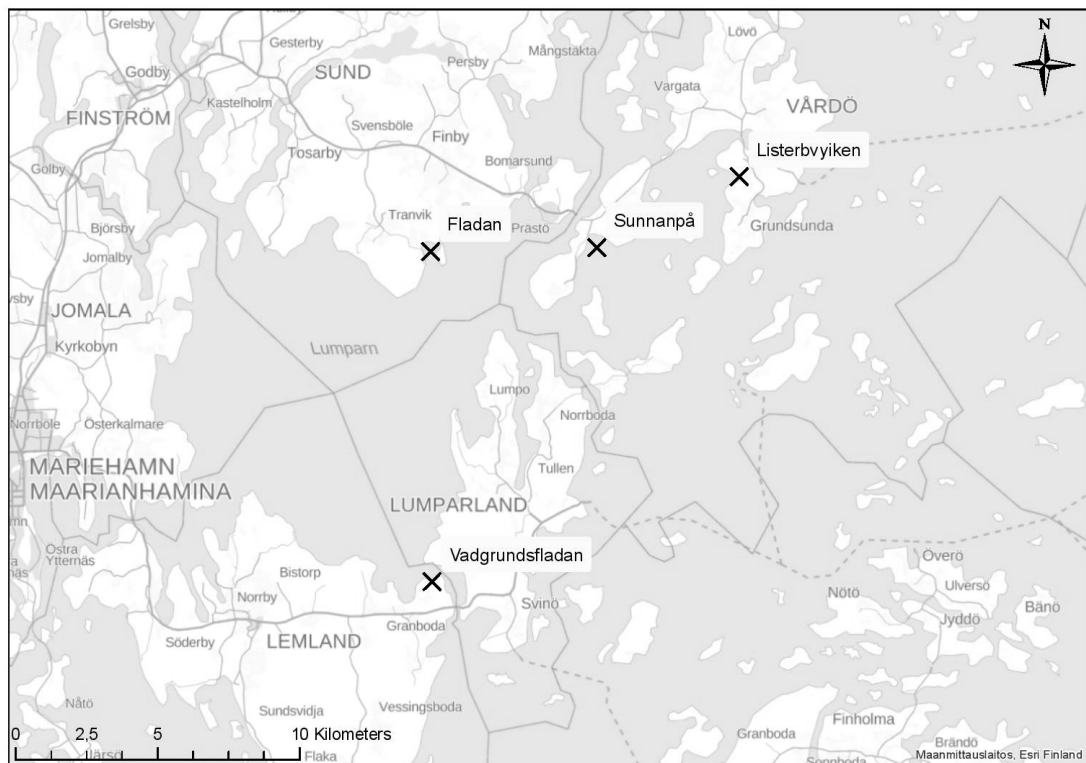 Grelsby
Gesterby
Godby
SUND
Persby
Mångstäkta
Lövö
N
Kastelholm
Vargata
VÅRDÖ
FINSTRÖM
Svensböle
Finby
Tosarby
Bomarsund
Listerbvyiken
Golby
Tranvik
Fladan
Prästö
Sunnanpå
Grundsunda
Björsby
Jomalby
JOMALA
Kyrkobyn
Lumparn
Lumpo
Norrböle
Österkalmare
Norrboda
MARIEHAMN
MAARIANHAMINA
Tullen
LUMPARLAND
Östra
Ytternäs
Vadgrundsfladan
Överö
Bistorp
Ulversö
Nötö
Norrby
Svinö
Bänö
Granboda
Jyddö
Söderby
LEMLAND
Nåtö
Sundsvidja
Vessingsboda
Finholma
Granboda
0 2,5 5 10 Kilometers
Flaka
Brändö
Maanmittauslaitos, Esri Finland